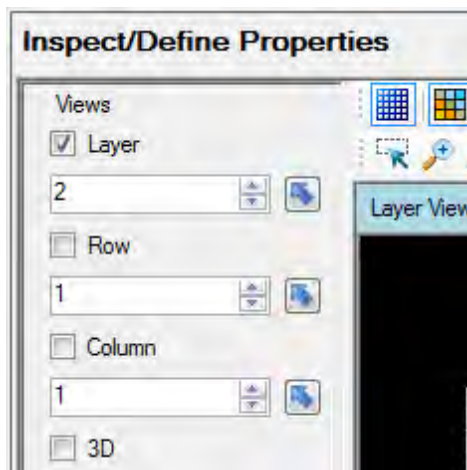 Inspect/Define Properties
Views
Layer
2
Row
1
Column
1
3D
Layer View